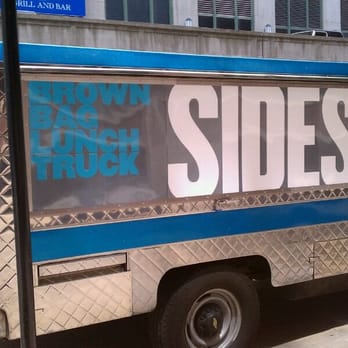 GRILL AND BAR
BROWN
BAG
LUNCH
TRUCK
SIDES